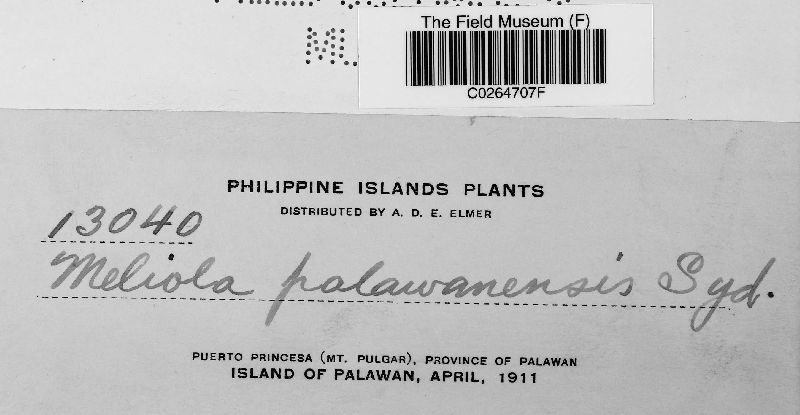 The Field Museum (F)
C0264707F
PHILIPPINE ISLANDS PLANTS
DISTRIBUTED BY A. D. E. ELMER
13040
Meliola palawanensis Syd.
PUERTO PRINCESA (MT. PULGAR), PROVINCE OF PALAWAN
ISLAND OF PALAWAN, APRIL, 1911